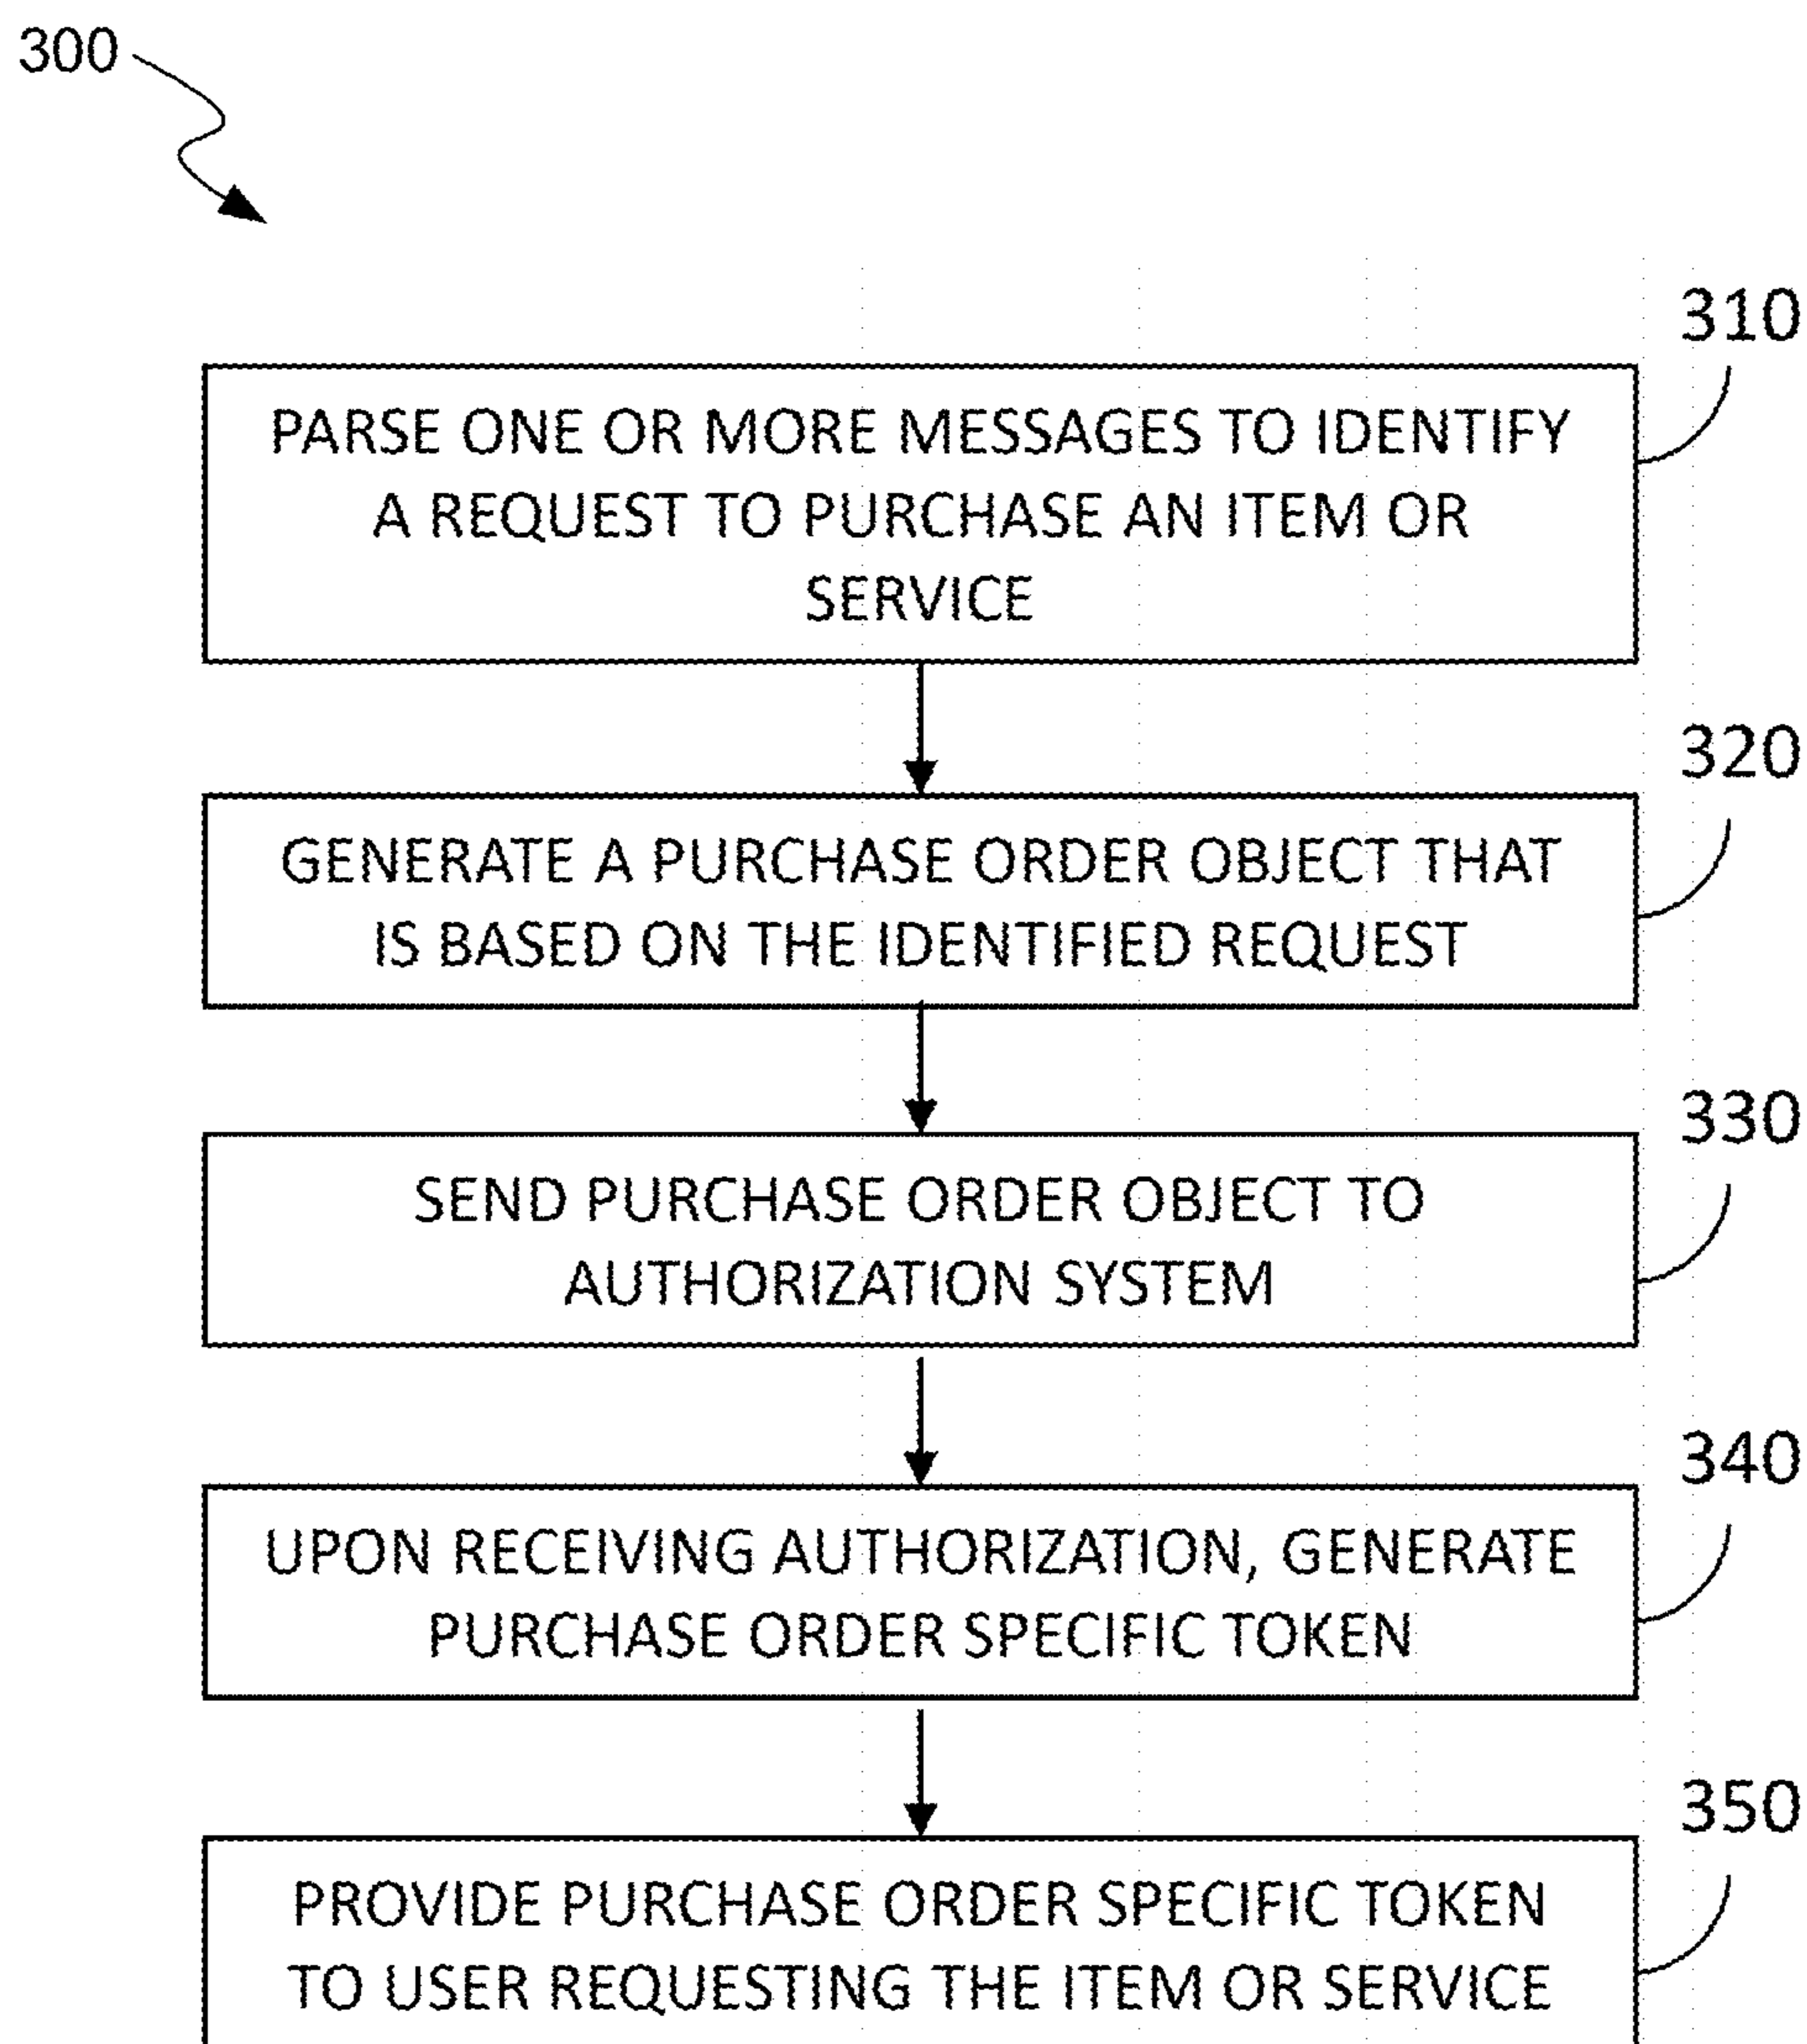 300
310
PARSE ONE OR MORE MESSAGES TO IDENTIFY
A REQUEST TO PURCHASE AN ITEM OR
SERVICE
320
GENERATE A PURCHASE ORDER OBJECT THAT
IS BASED ON THE IDENTIFIED REQUEST
330
SEND PURCHASE ORDER OBJECT TO
AUTHORIZATION SYSTEM
340
UPON RECEIVING AUTHORIZATION, GENERATE
PURCHASE ORDER SPECIFIC TOKEN
350
PROVIDE PURCHASE ORDER SPECIFIC TOKEN
TO USER REQUESTING THE ITEM OR SERVICE